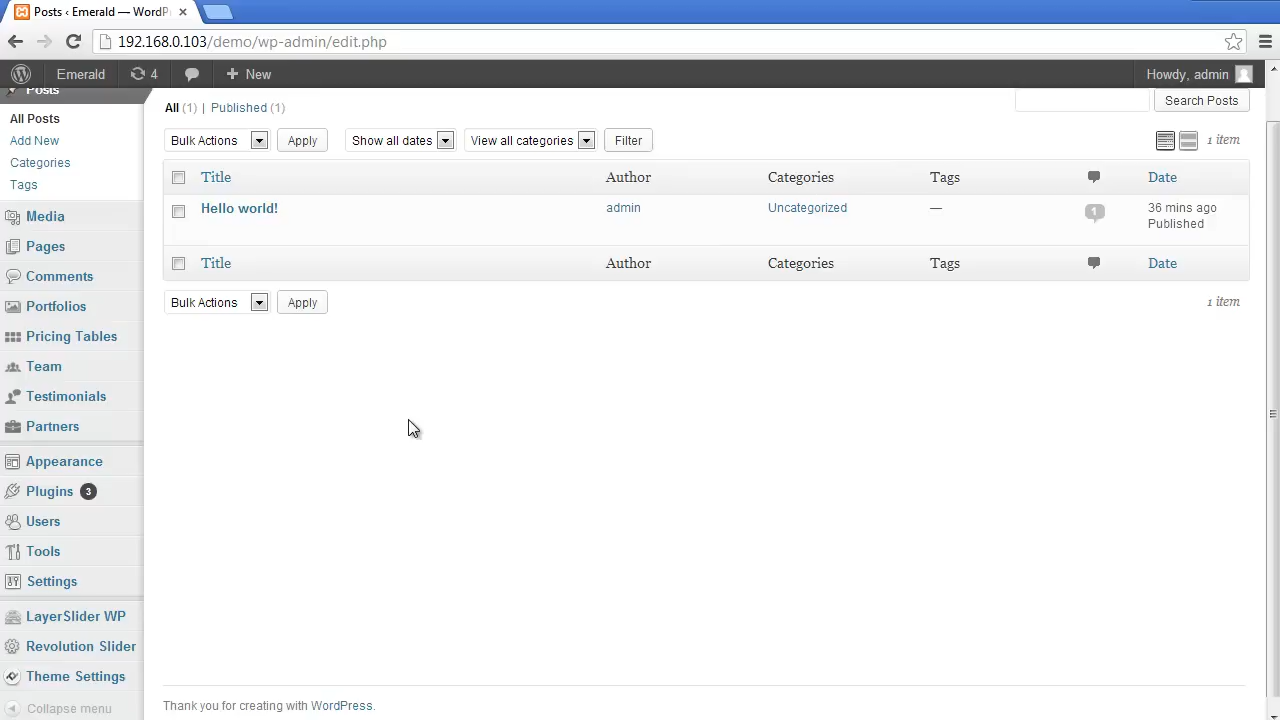 Posts ‹ Emerald — WordP
192.168.0.103/demo/wp-admin/edit.php
Emerald 4 New Howdy, admin
Posts
All Posts
Add New
Categories
Tags
Media
Pages
Comments
Portfolios
Pricing Tables
Team
Testimonials
Partners
Appearance
Plugins 3
Users
Tools
Settings
LayerSlider WP
Revolution Slider
Theme Settings
Collapse menu
All (1) | Published (1)
Search Posts
Bulk Actions Apply Show all dates View all categories Filter 1 item
Title Author Categories Tags Date
Hello world! admin Uncategorized — 1 36 mins ago
Published
Title Author Categories Tags Date
Bulk Actions Apply 1 item
Thank you for creating with WordPress.